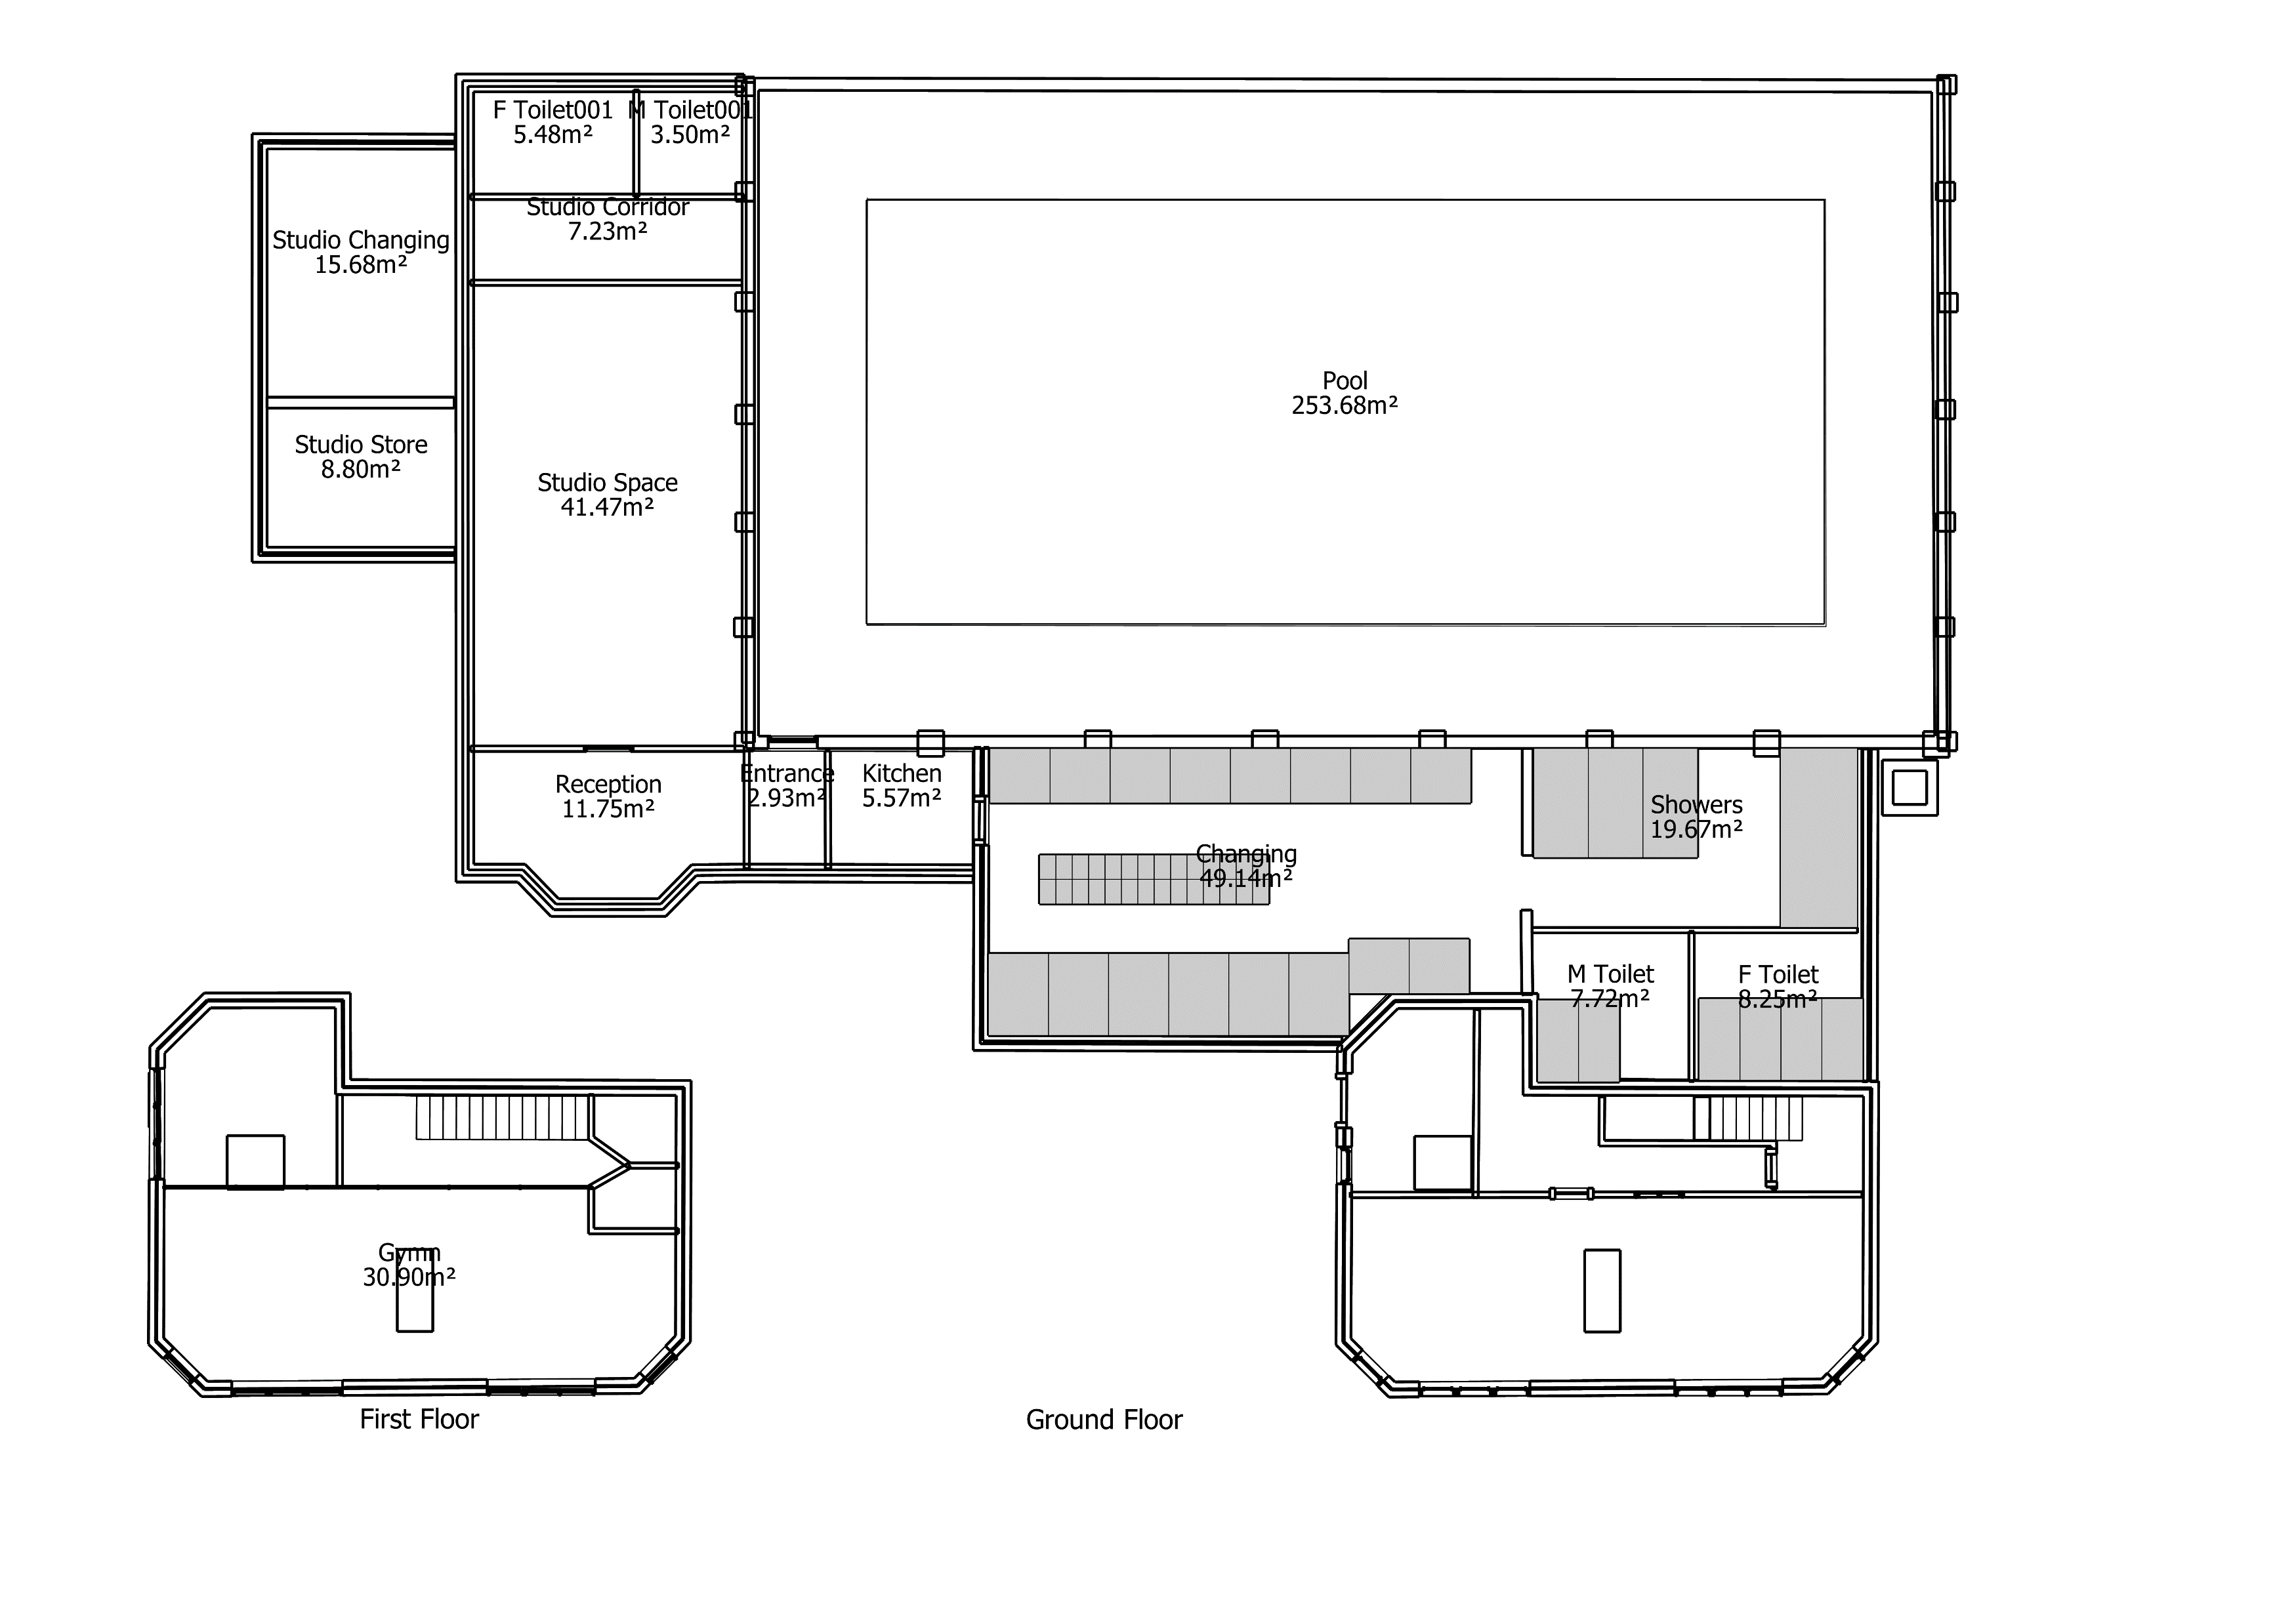 F Toilet001
5.48m²
M Toilet001
3.50m²
Studio Corridor
7.23m²
Studio Changing
15.68m²
Pool
253.68m²
Studio Store
8.80m²
Studio Space
41.47m²
Reception
11.75m²
Entrance
2.93m²
Kitchen
5.57m²
Showers
19.67m²
Changing
49.14m²
M Toilet
7.72m²
F Toilet
8.25m²
Gymn
30.90m²
First Floor
Ground Floor